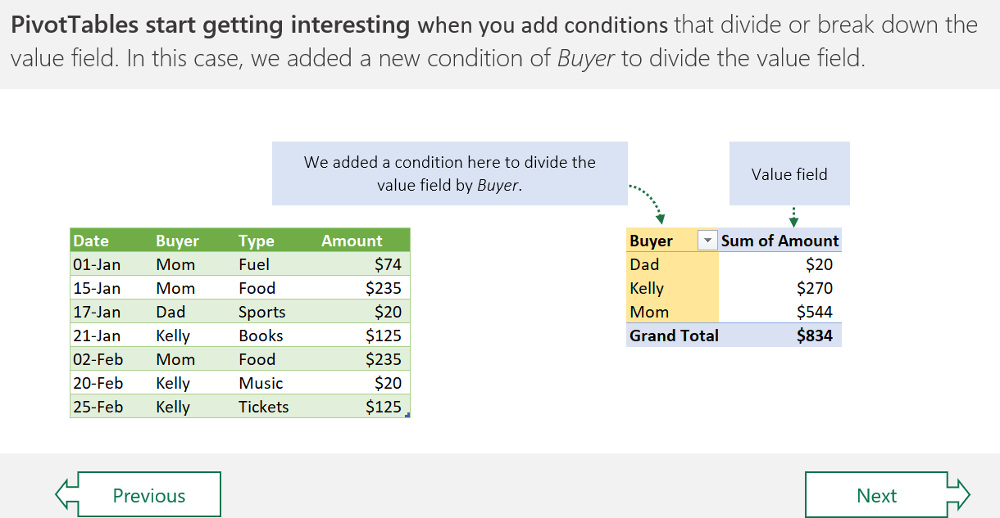 PivotTables start getting interesting when you add conditions that divide or break down the
value field. In this case, we added a new condition of Buyer to divide the value field.
We added a condition here to divide the
value field by Buyer.
Value field
Date Buyer Type Amount
01-Jan Mom Fuel $74
15-Jan Mom Food $235
17-Jan Dad Sports $20
21-Jan Kelly Books $125
02-Feb Mom Food $235
20-Feb Kelly Music $20
25-Feb Kelly Tickets $125
Buyer Sum of Amount
Dad $20
Kelly $270
Mom $544
Grand Total $834
Previous
Next